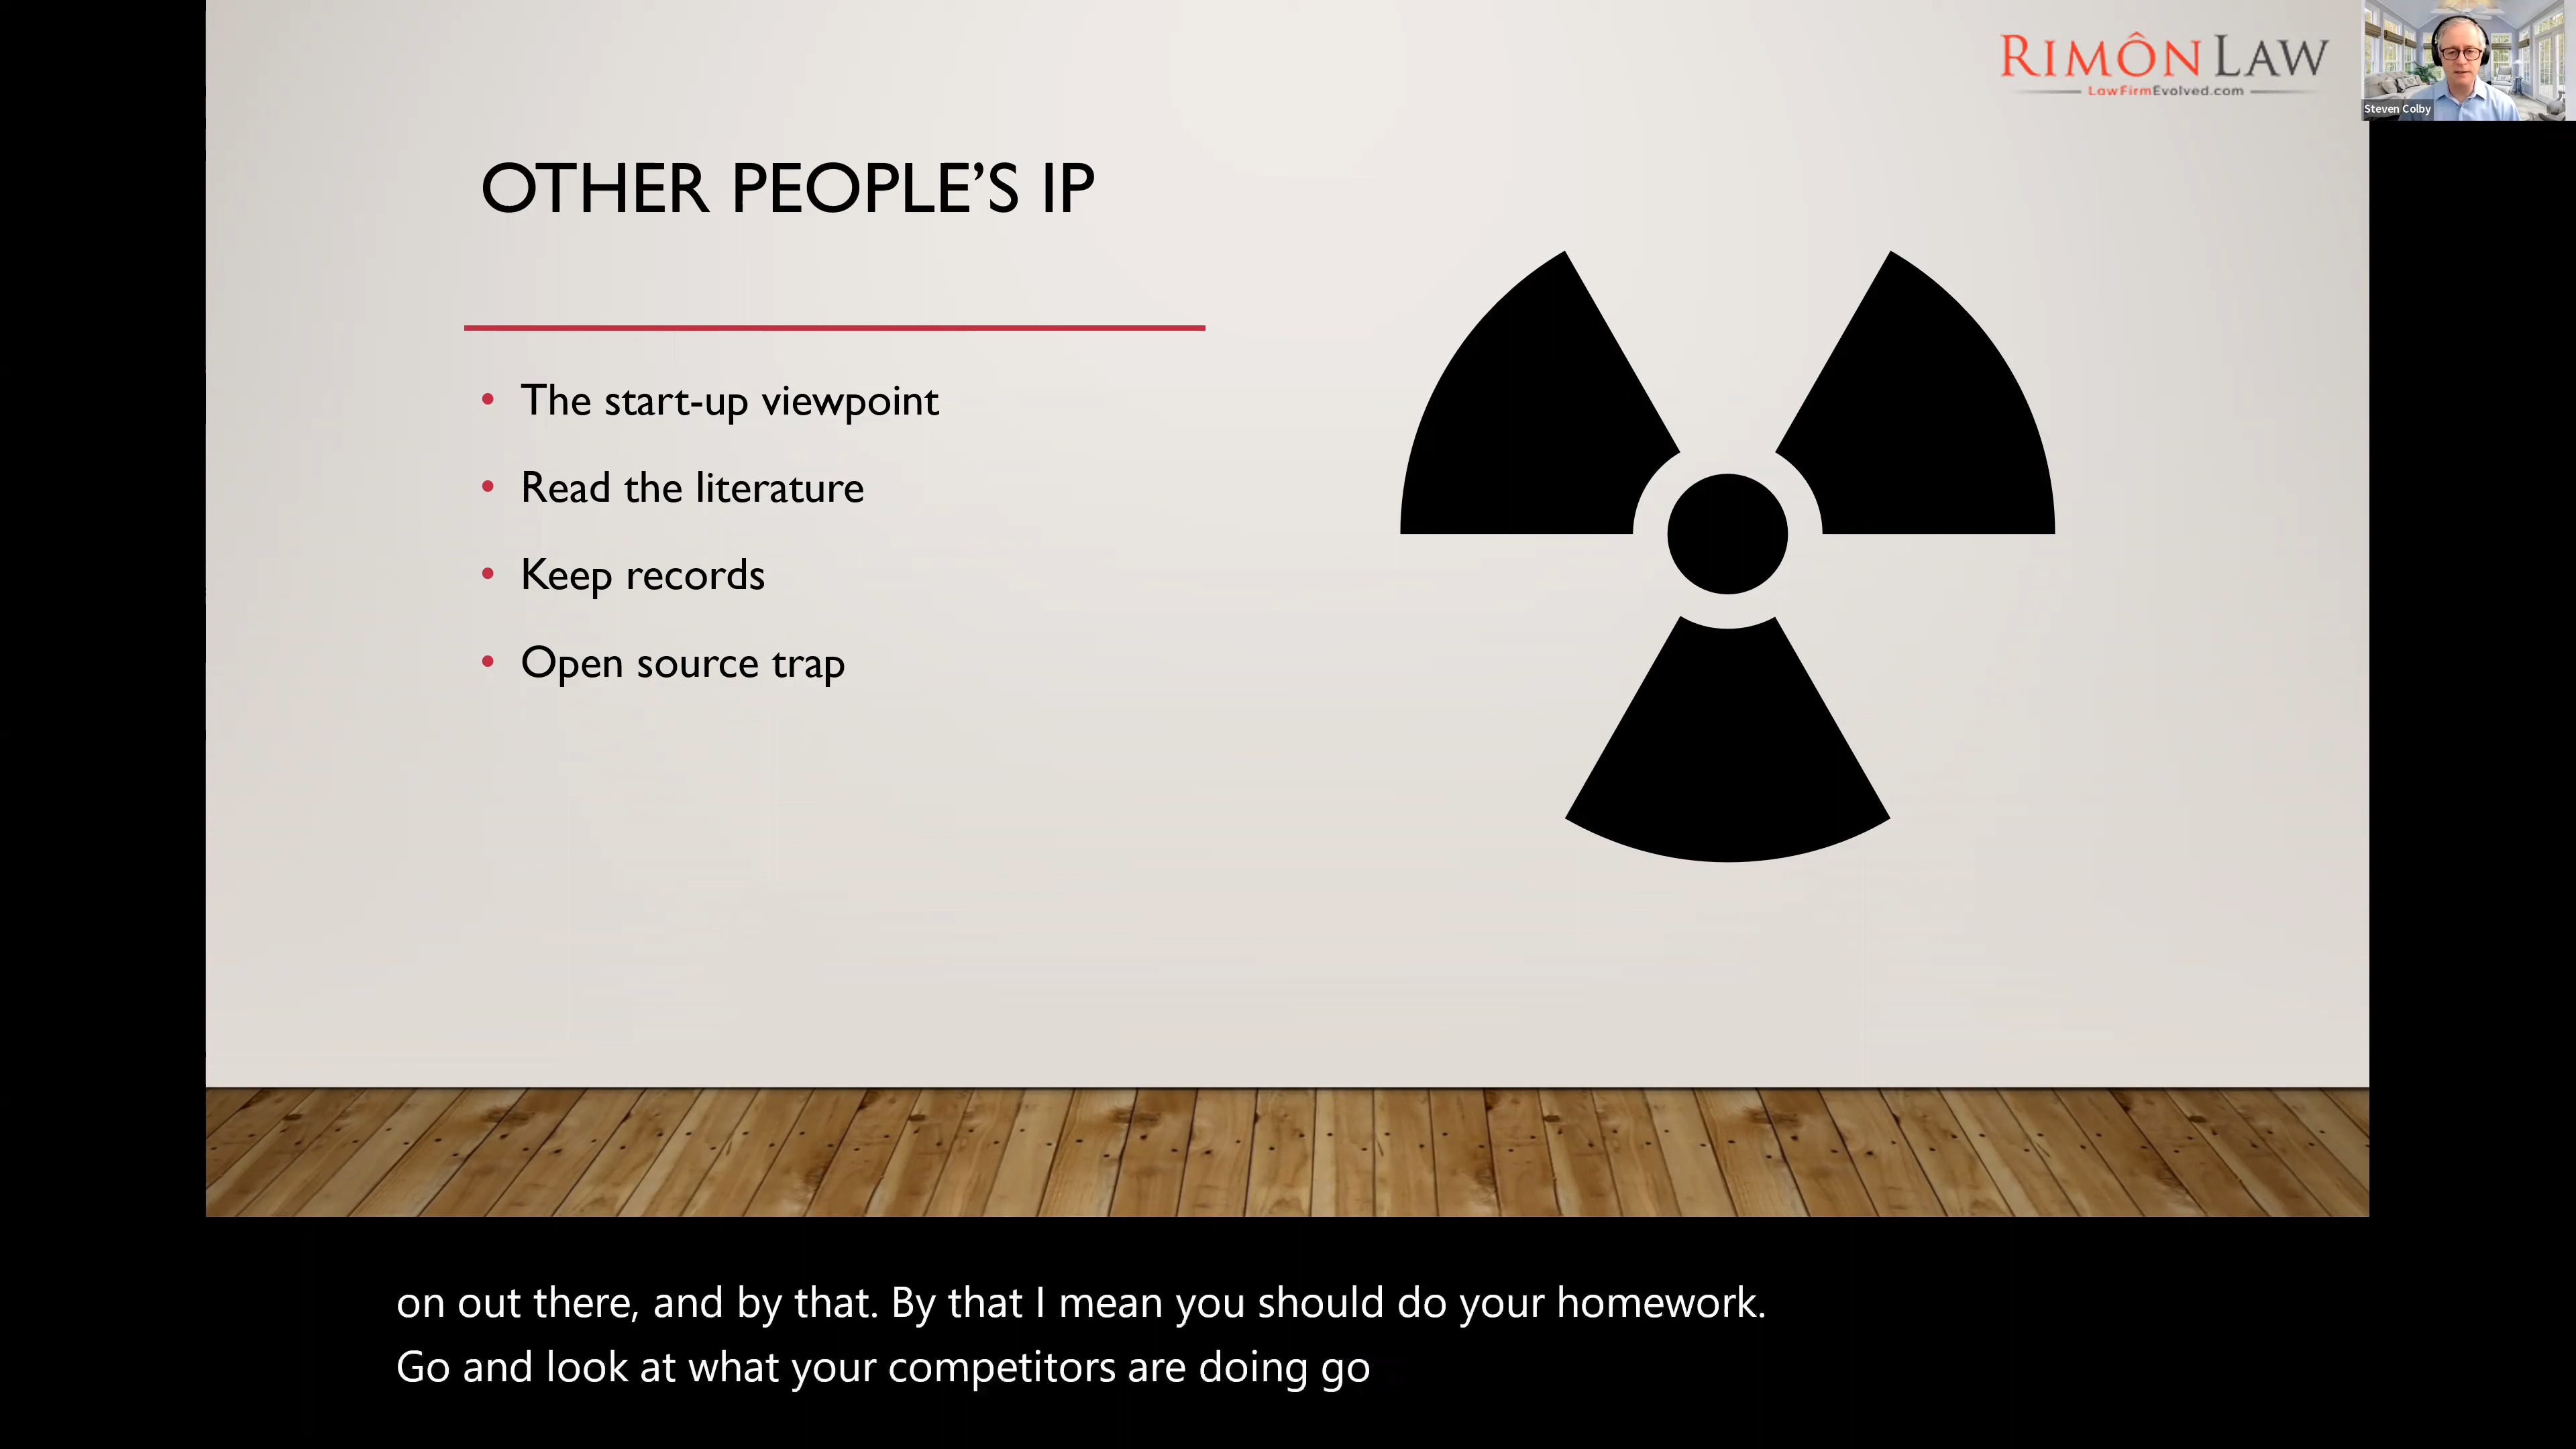 RIMÔN LAW
LawFirmEvolved.com
Steven Colby
OTHER PEOPLE’S IP
• The start-up viewpoint
• Read the literature
• Keep records
• Open source trap
on out there, and by that. By that I mean you should do your homework.
Go and look at what your competitors are doing go